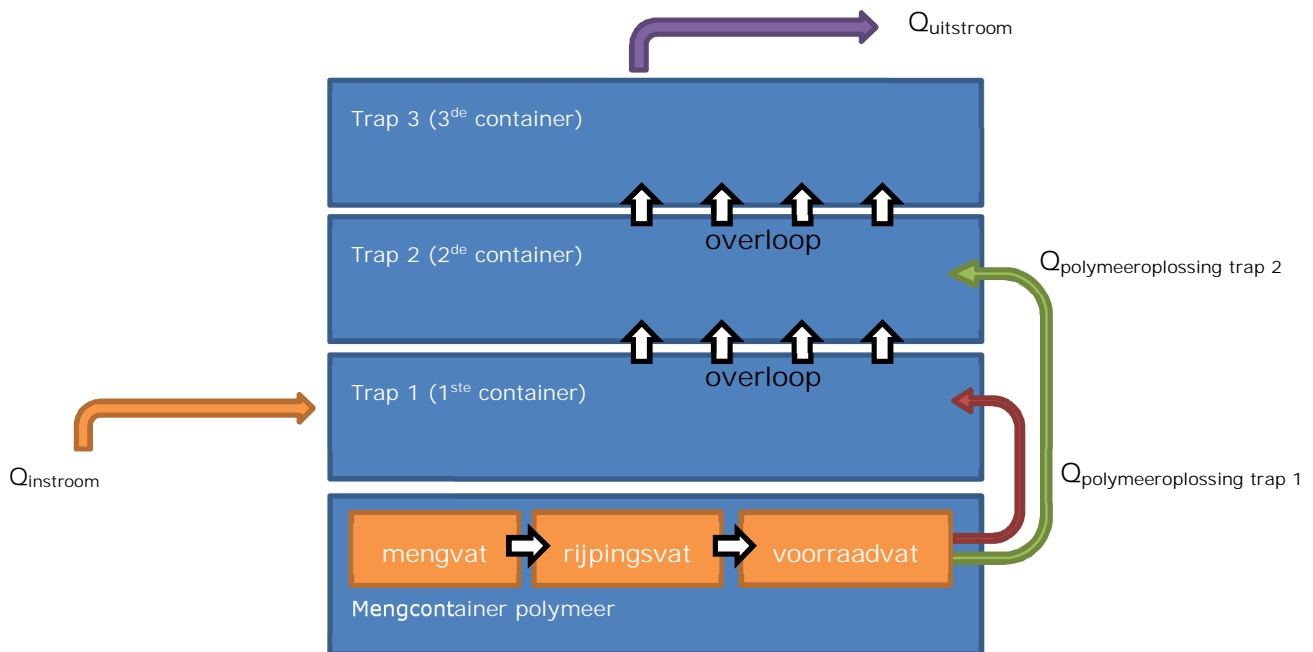 Quitstroom
Trap 3 (3de container)
overloop
Trap 2 (2de container)
Qpolymeeroplossing trap 2
overloop
Trap 1 (1ste container)
Qinstroom
Qpolymeeroplossing trap 1
mengvat
rijpingsvat
voorraadvat
Mengcontainer polymeer